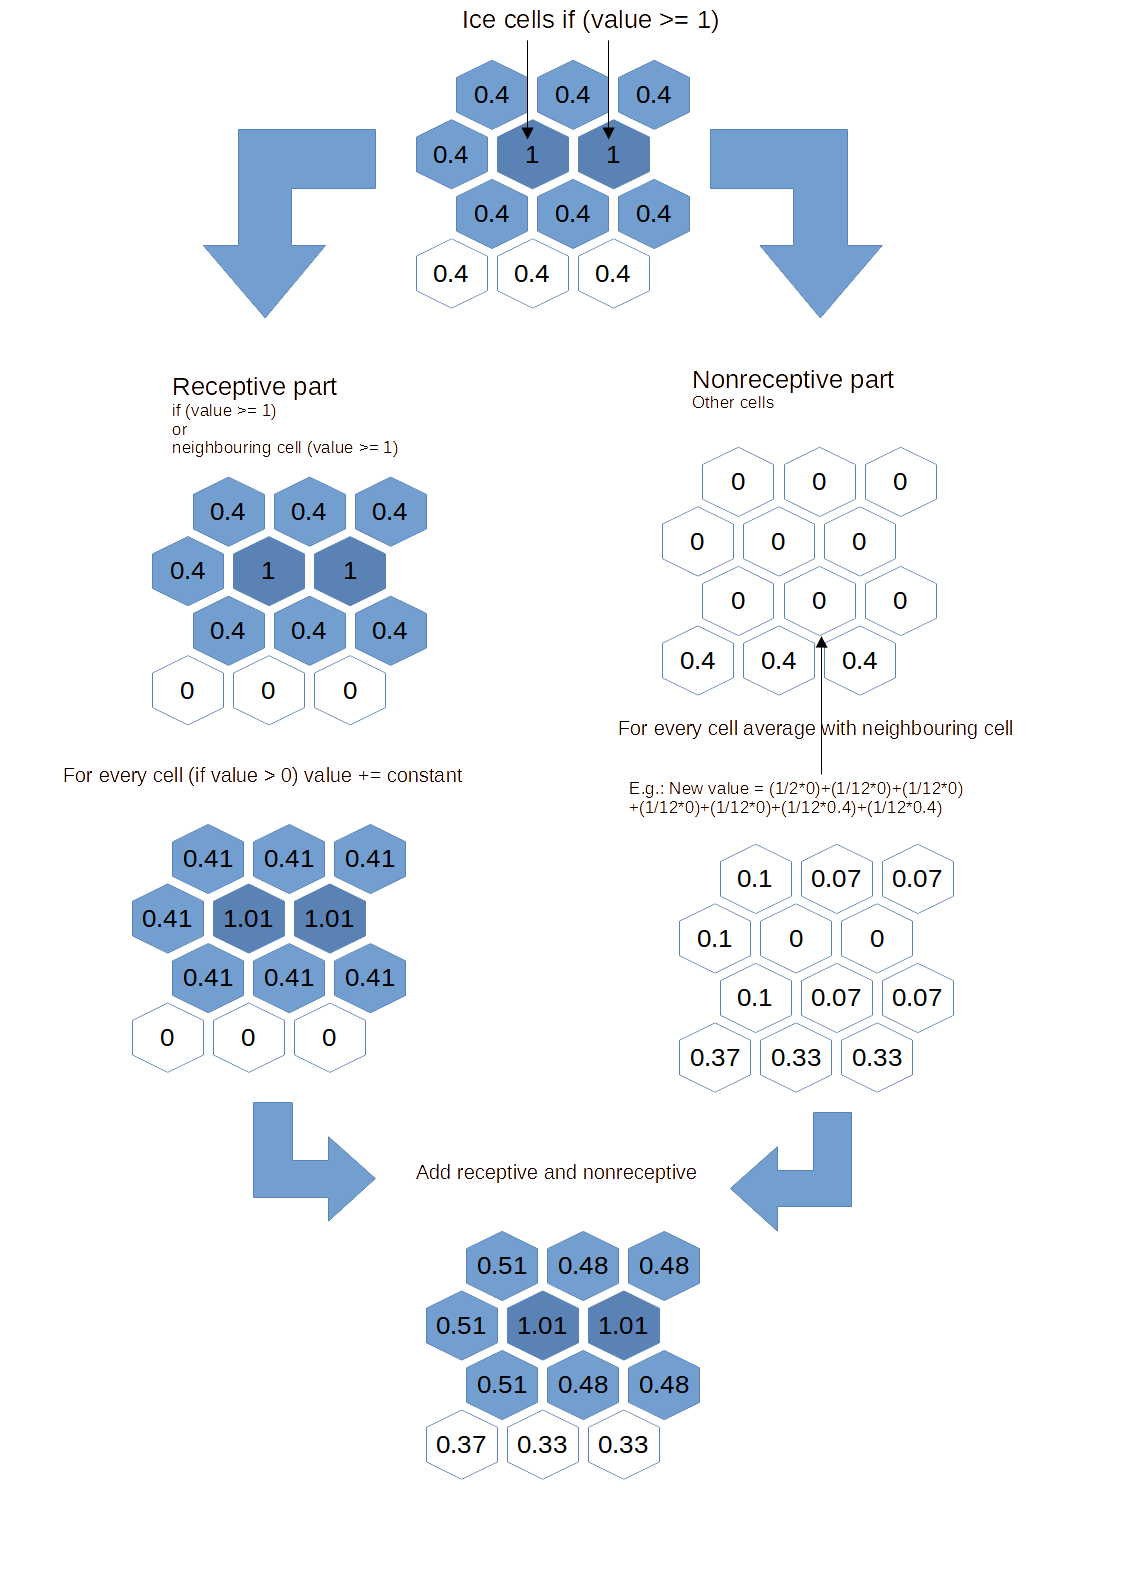 Ice cells if (value >= 1)
0.4 0.4 0.4
0.4 1 1
0.4 0.4 0.4
0.4 0.4 0.4
Receptive part
if (value >= 1)
or
neighbouring cell (value >= 1)
0.4 0.4 0.4
0.4 1 1
0.4 0.4 0.4
0 0 0
For every cell (if value > 0) value += constant
0.41 0.41 0.41
0.41 1.01 1.01
0.41 0.41 0.41
0 0 0
Nonreceptive part
Other cells
0 0 0
0 0 0
0 0 0
0.4 0.4 0.4
For every cell average with neighbouring cell
E.g.: New value = (1/2*0)+(1/12*0)+(1/12*0)
+(1/12*0)+(1/12*0)+(1/12*0.4)+(1/12*0.4)
0.1 0.07 0.07
0.1 0 0
0.1 0.07 0.07
0.37 0.33 0.33
Add receptive and nonreceptive
0.51 0.48 0.48
0.51 1.01 1.01
0.51 0.48 0.48
0.37 0.33 0.33